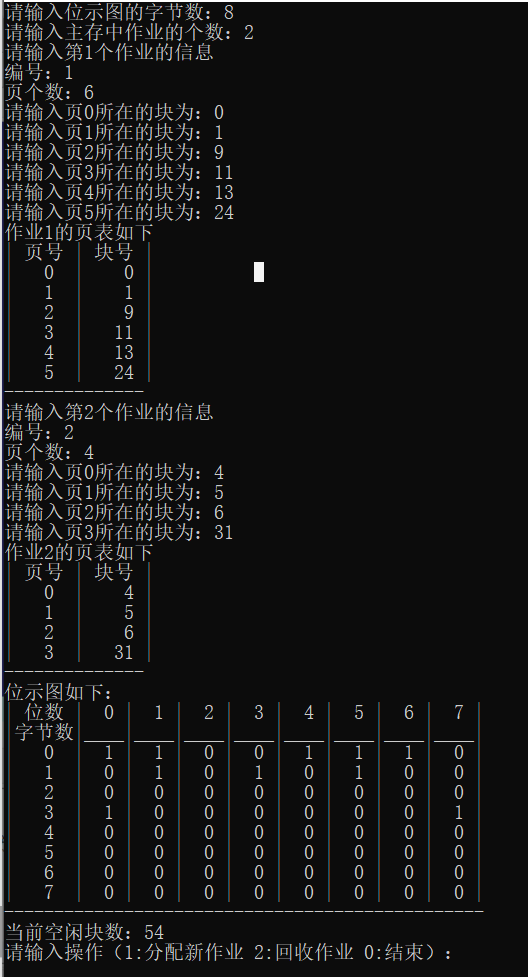 请输入位示图的字节数：8
请输入主存中作业的个数：2
请输入第1个作业的信息
编号：1
页个数：6
请输入页0所在的块为：0
请输入页1所在的块为：1
请输入页2所在的块为：9
请输入页3所在的块为：11
请输入页4所在的块为：13
请输入页5所在的块为：24
作业1的页表如下
| 页号 | 块号 |
| 0 | 0 |
| 1 | 1 |
| 2 | 9 |
| 3 | 11 |
| 4 | 13 |
| 5 | 24 |
--------------
请输入第2个作业的信息
编号：2
页个数：4
请输入页0所在的块为：4
请输入页1所在的块为：5
请输入页2所在的块为：6
请输入页3所在的块为：31
作业2的页表如下
| 页号 | 块号 |
| 0 | 4 |
| 1 | 5 |
| 2 | 6 |
| 3 | 31 |
--------------
位示图如下：
| 位数 | 0 | 1 | 2 | 3 | 4 | 5 | 6 | 7 |
|字节数|____|____|____|____|____|____|____|____|
| 0 | 1 | 1 | 0 | 0 | 1 | 1 | 1 | 0 |
| 1 | 0 | 1 | 0 | 1 | 0 | 1 | 0 | 0 |
| 2 | 0 | 0 | 0 | 0 | 0 | 0 | 0 | 0 |
| 3 | 1 | 0 | 0 | 0 | 0 | 0 | 0 | 1 |
| 4 | 0 | 0 | 0 | 0 | 0 | 0 | 0 | 0 |
| 5 | 0 | 0 | 0 | 0 | 0 | 0 | 0 | 0 |
| 6 | 0 | 0 | 0 | 0 | 0 | 0 | 0 | 0 |
| 7 | 0 | 0 | 0 | 0 | 0 | 0 | 0 | 0 |
------------------------------------------------
当前空闲块数：54
请输入操作（1:分配新作业 2:回收作业 0:结束）：